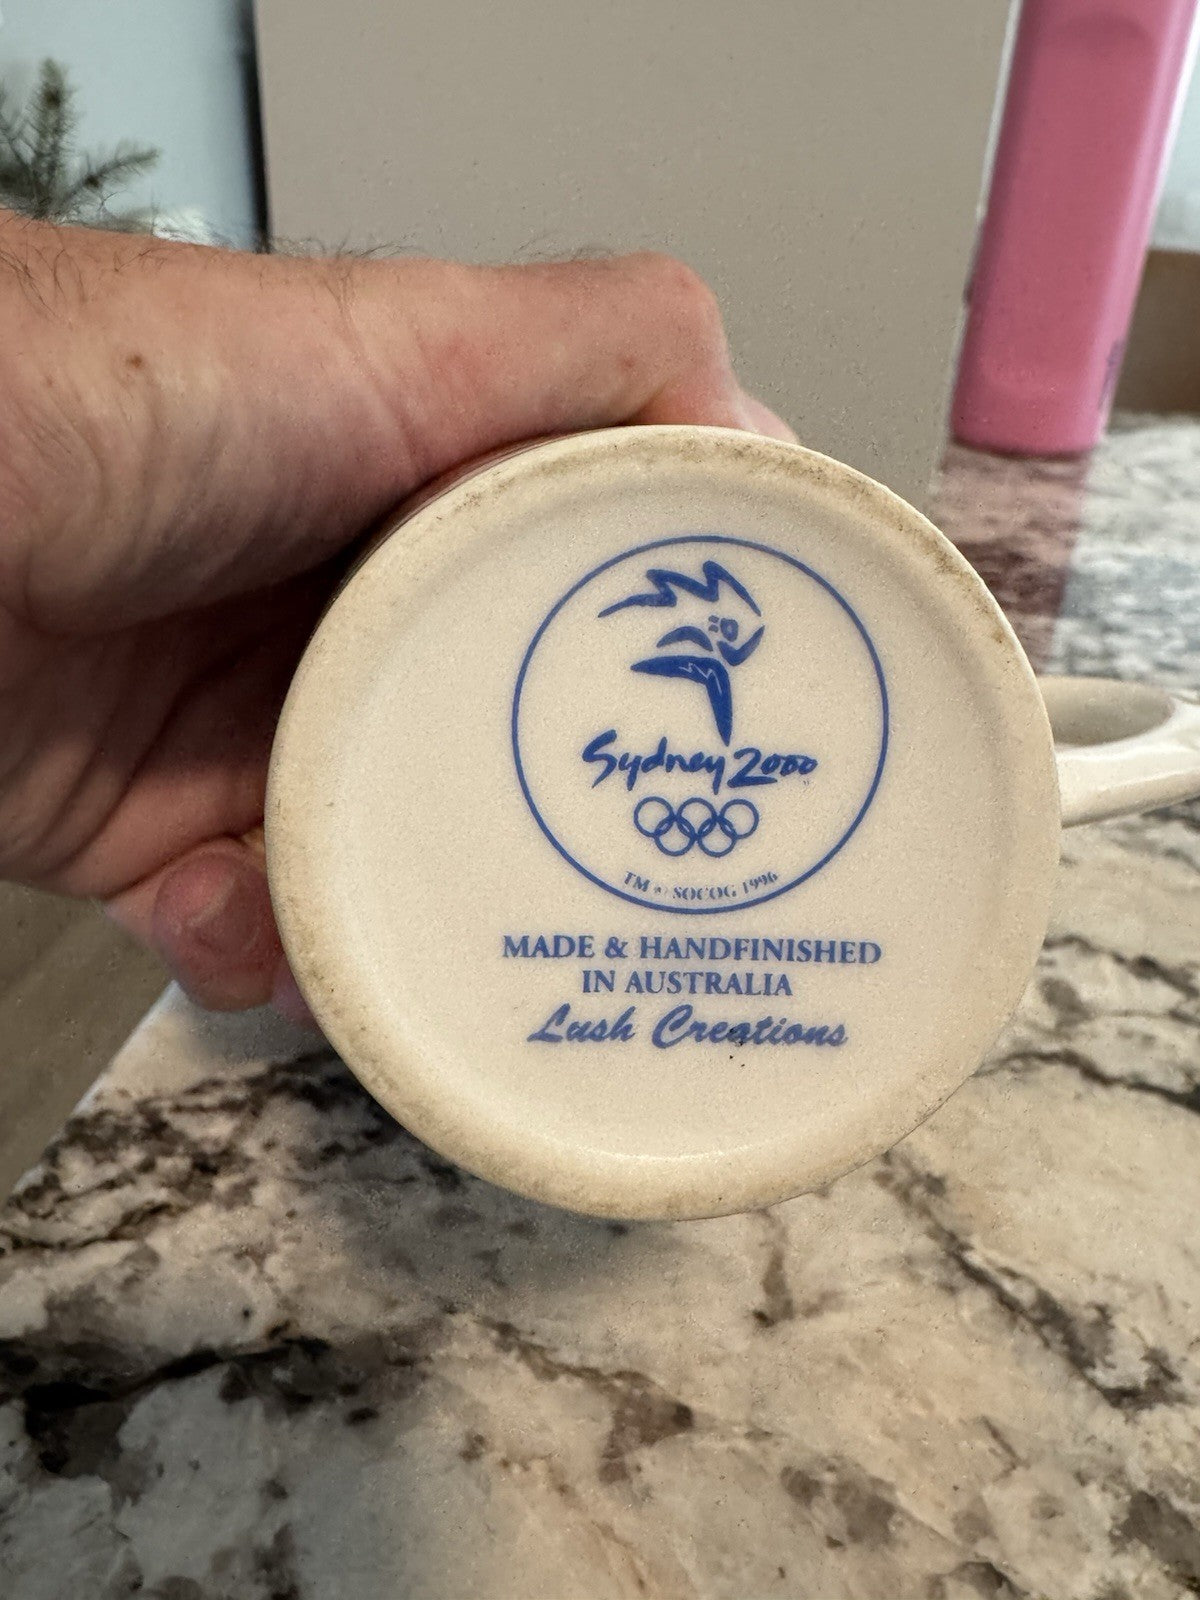 Sydney 2000
TM © SOCOG 1996
MADE & HANDFINISHED
IN AUSTRALIA
Lush Creations